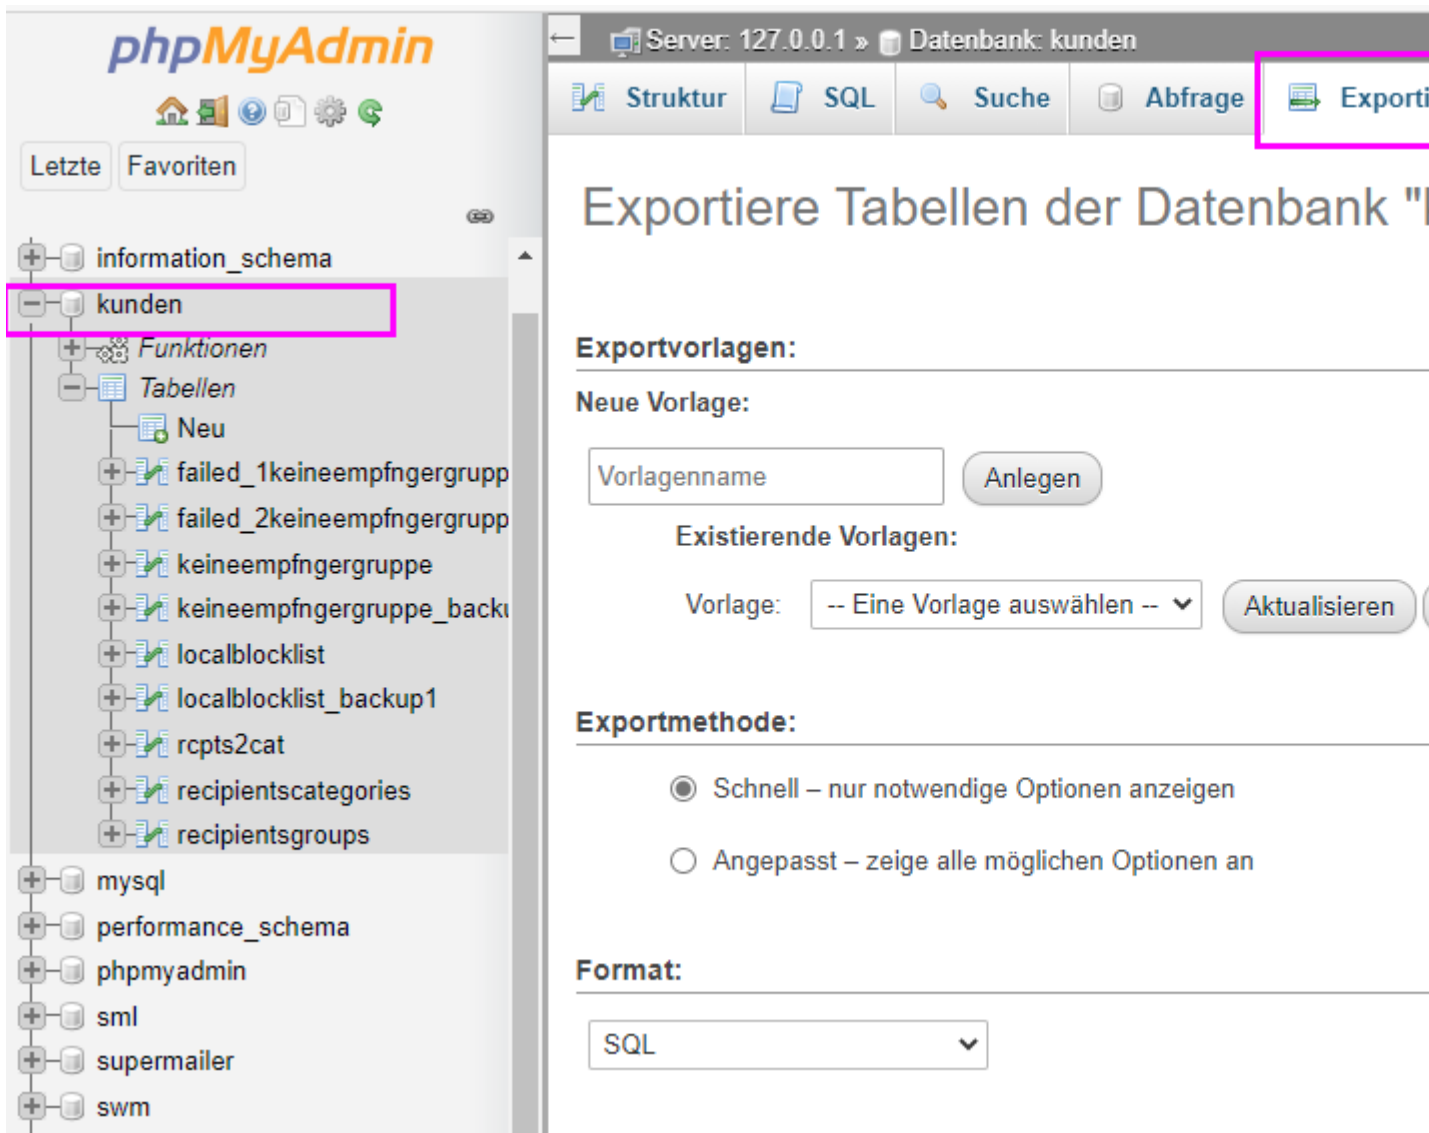 phpMyAdmin
Letzte Favoriten
information_schema
kunden
Funktionen
Tabellen
Neu
failed_1keineempfngergrupp
failed_2keineempfngergrupp
keineempfngergruppe
keineempfngergruppe_backu
localblocklist
localblocklist_backup1
rcpts2cat
recipientscategories
recipientsgroups
mysql
performance_schema
phpmyadmin
sml
supermailer
swm
Server: 127.0.0.1 » Datenbank: kunden
Struktur SQL Suche Abfrage Exporti
Exportiere Tabellen der Datenbank "
Exportvorlagen:
Neue Vorlage:
Vorlagenname Anlegen
Existierende Vorlagen:
Vorlage: -- Eine Vorlage auswählen -- Aktualisieren
Exportmethode:
Schnell – nur notwendige Optionen anzeigen
Angepasst – zeige alle möglichen Optionen an
Format:
SQL